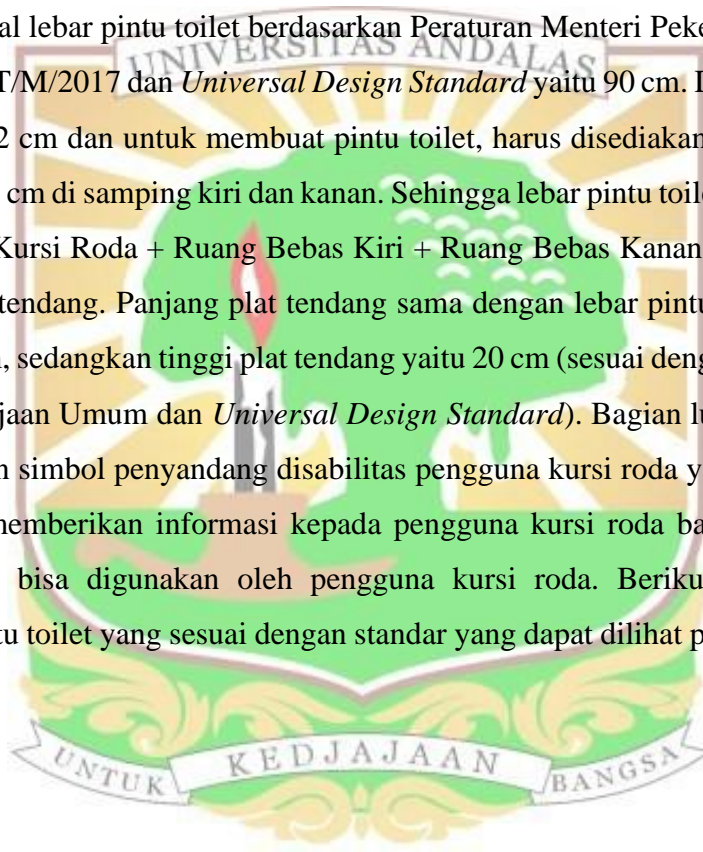 al lebar pintu toilet berdasarkan Peraturan Menteri Peke
UNIVERSITAS ANDALAS
T/M/2017 dan Universal Design Standard yaitu 90 cm. I
2 cm dan untuk membuat pintu toilet, harus disediakan
cm di samping kiri dan kanan. Sehingga lebar pintu toile
Kursi Roda + Ruang Bebas Kiri + Ruang Bebas Kanan
tendang. Panjang plat tendang sama dengan lebar pintu
, sedangkan tinggi plat tendang yaitu 20 cm (sesuai deng
jaan Umum dan Universal Design Standard). Bagian lu
n simbol penyandang disabilitas pengguna kursi roda y
memberikan informasi kepada pengguna kursi roda ba
bisa digunakan oleh pengguna kursi roda. Beriku
tu toilet yang sesuai dengan standar yang dapat dilihat p
UNTUK KEDJAJAAN BANGSA